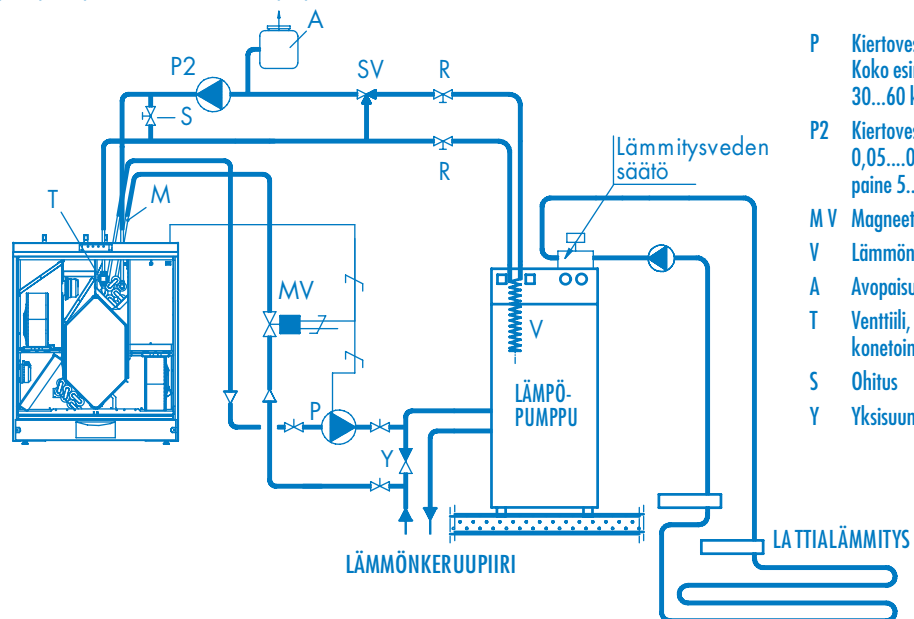 A
P2
SV
R
S
R
Lämmitysveden
säätö
T
M
MV
V
LÄMPÖ-
PUMPPU
P
Y
LÄMMÖNKERUUPIIRI
LATTIALÄMMITYS
P Kiertoves
Koko esi
30...60 k
P2 Kiertoves
0,05....0
paine 5..
M V Magneet
V Lämmön
A Avopaisu
T Venttiili,
konetoin
S Ohitus
Y Yksisuun